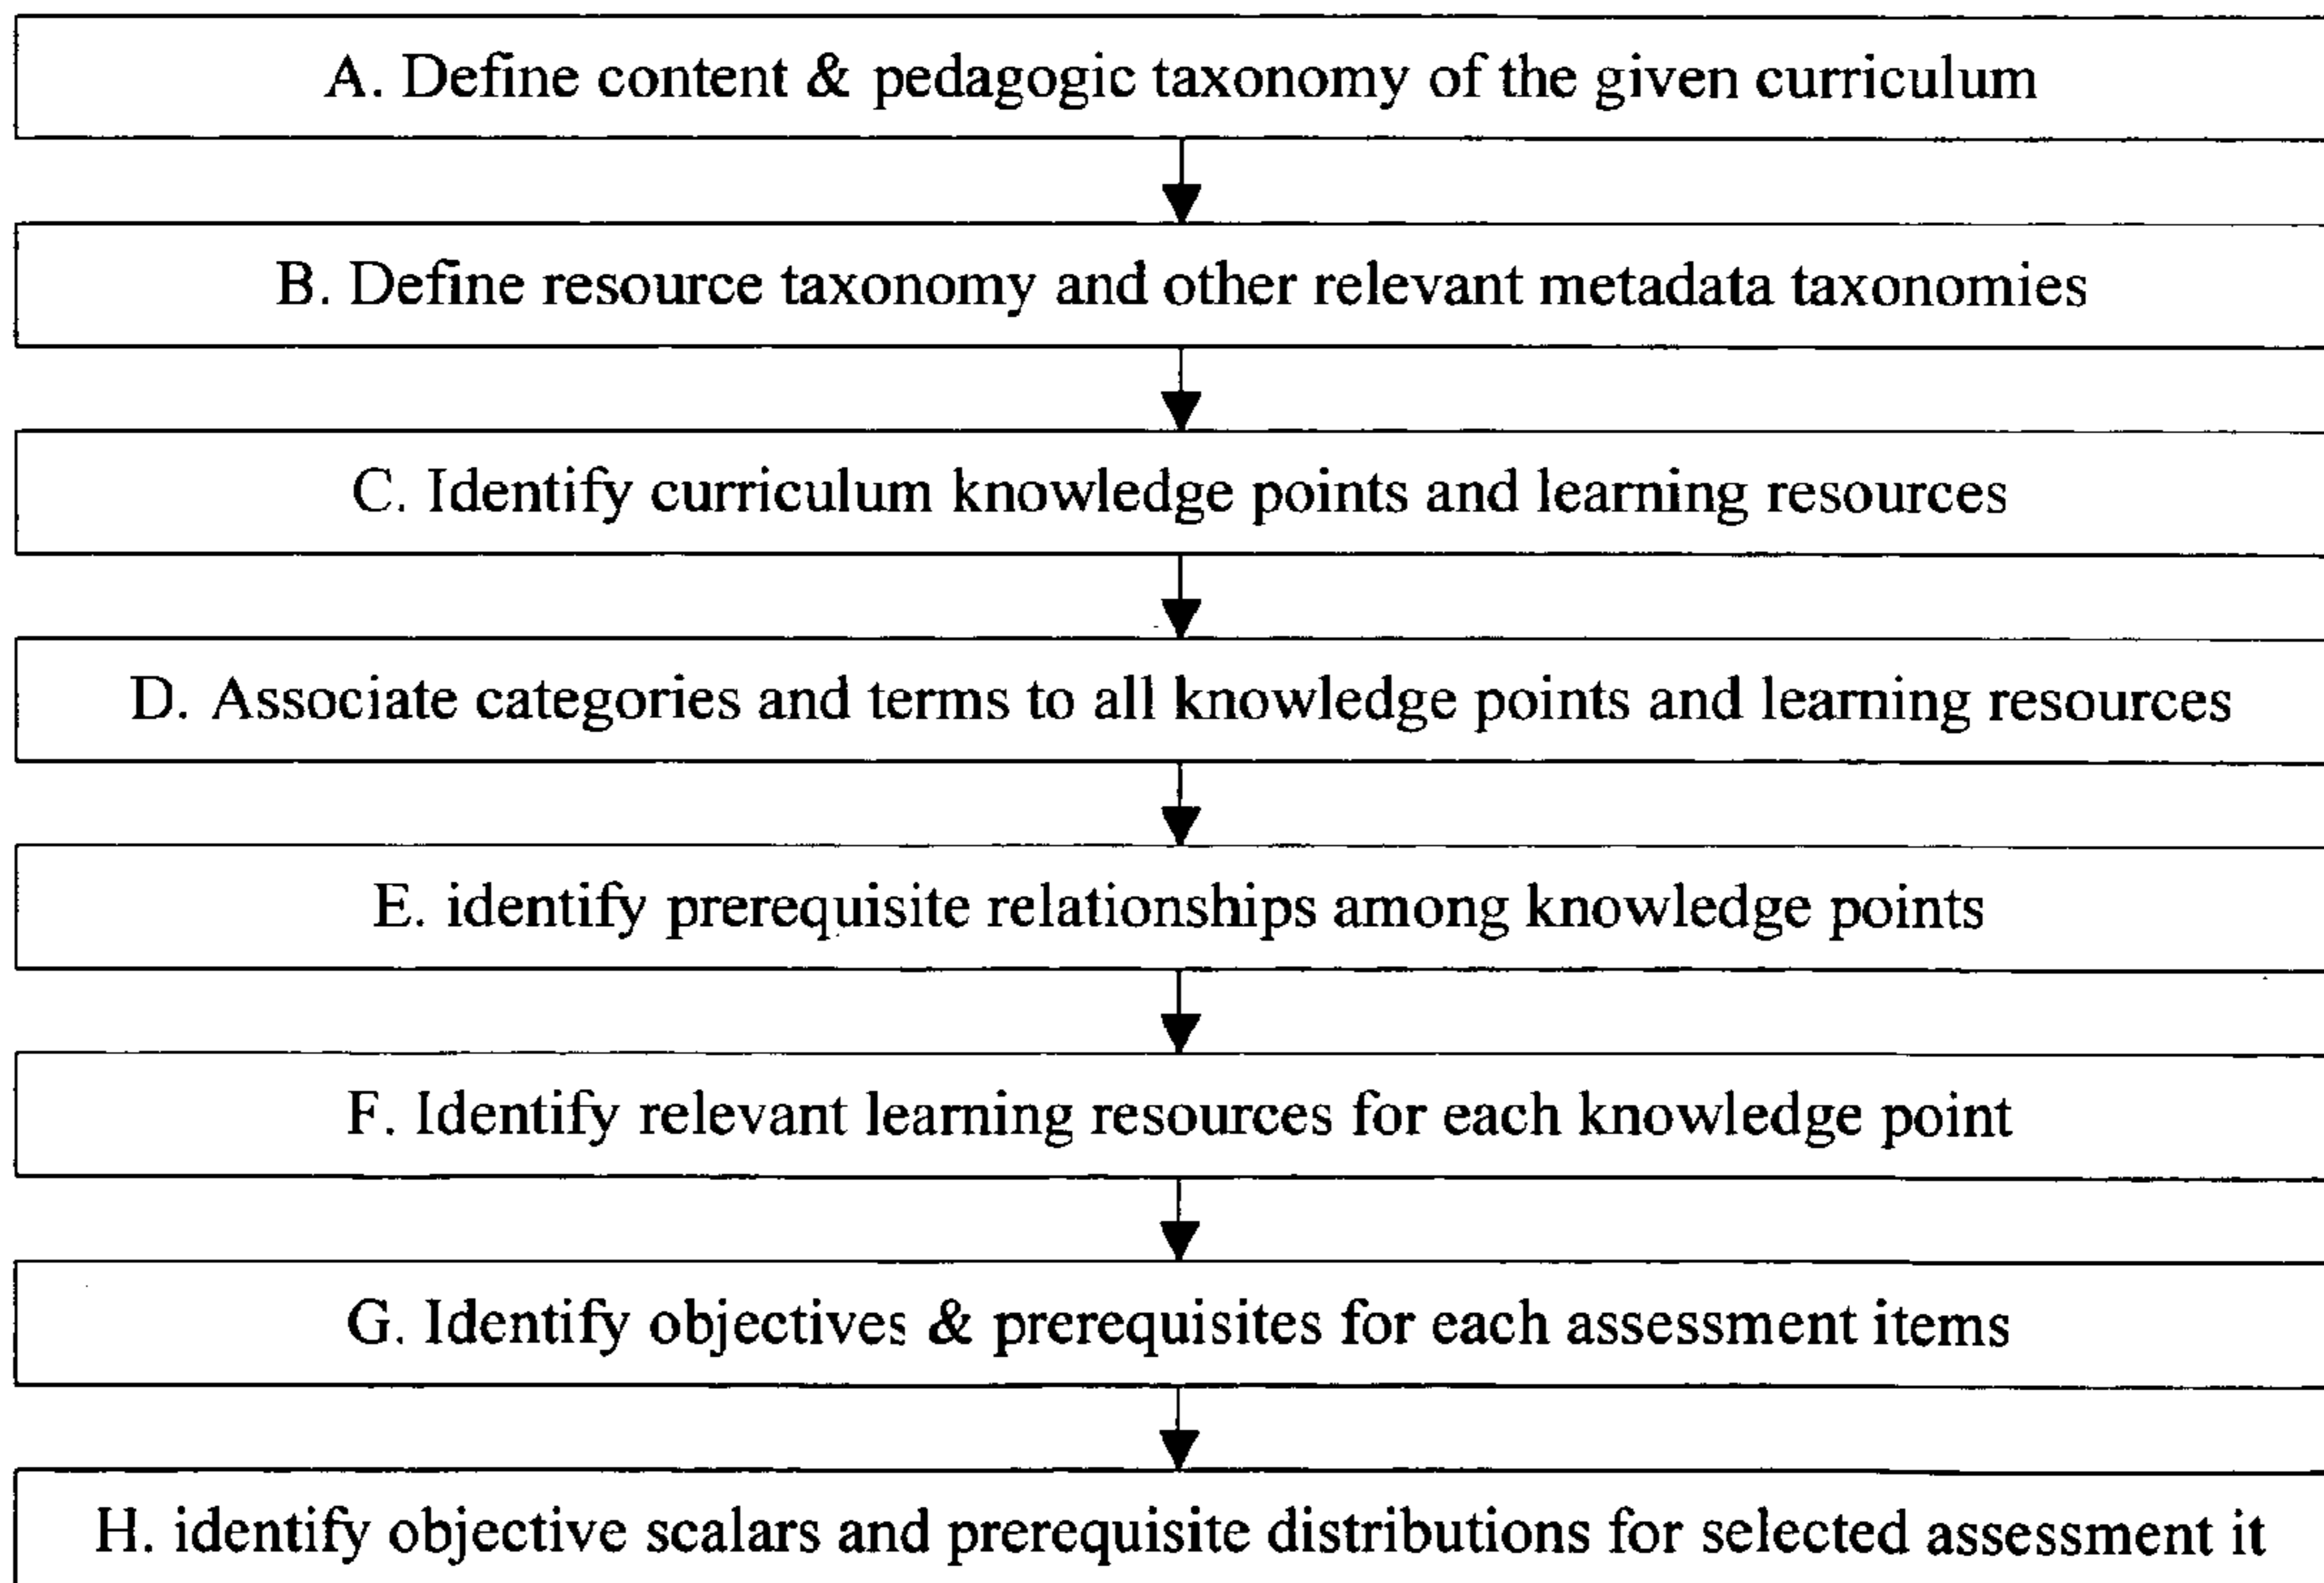 A. Define content & pedagogic taxonomy of the given curriculum
B. Define resource taxonomy and other relevant metadata taxonomies
C. Identify curriculum knowledge points and learning resources
D. Associate categories and terms to all knowledge points and learning resources
E. identify prerequisite relationships among knowledge points
F. Identify relevant learning resources for each knowledge point
G. Identify objectives & prerequisites for each assessment items
H. identify objective scalars and prerequisite distributions for selected assessment it